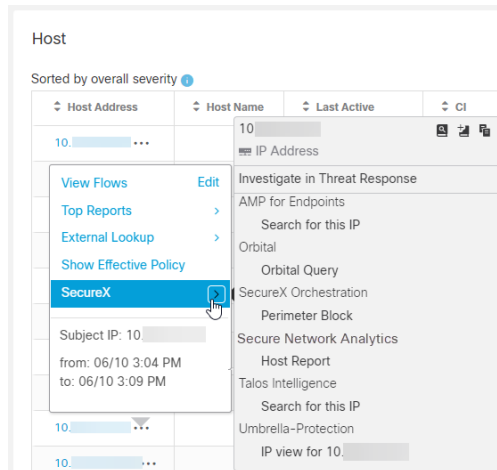 Host
Sorted by overall severity
Host Address Host Name Last Active CI
10.
10
IP Address
View Flows Edit
Top Reports
External Lookup
Show Effective Policy
SecureX
Subject IP: 10.
from: 06/10 3:04 PM
to: 06/10 3:09 PM
Investigate in Threat Response
AMP for Endpoints
Search for this IP
Orbital
Orbital Query
SecureX Orchestration
Perimeter Block
Secure Network Analytics
Host Report
Talos Intelligence
Search for this IP
Umbrella-Protection
IP view for 10.
10.
10.